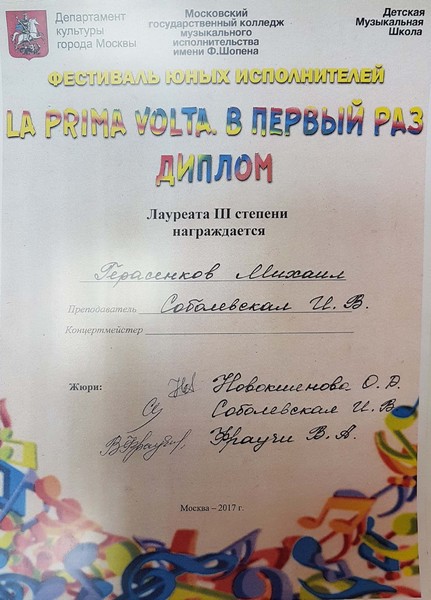 Департамент
культуры
города Москвы
Московский
государственный колледж
музыкального
исполнительства
имени Ф.Шопена
Детская
Музыкальная
Школа
ФЕСТИВАЛЬ ЮНЫХ ИСПОЛНИТЕЛЕЙ
LA PRIMA VOLTA. В ПЕРВЫЙ РАЗ
ДИПЛОМ
Лауреата III степени
награждается
Герасенков Михаил
Преподаватель Соболевская И. В.
Концертмейстер
Жюри: Новокшенова О. Д.
Соболевская И. В
Фраучи В. А.
Москва – 2017 г.